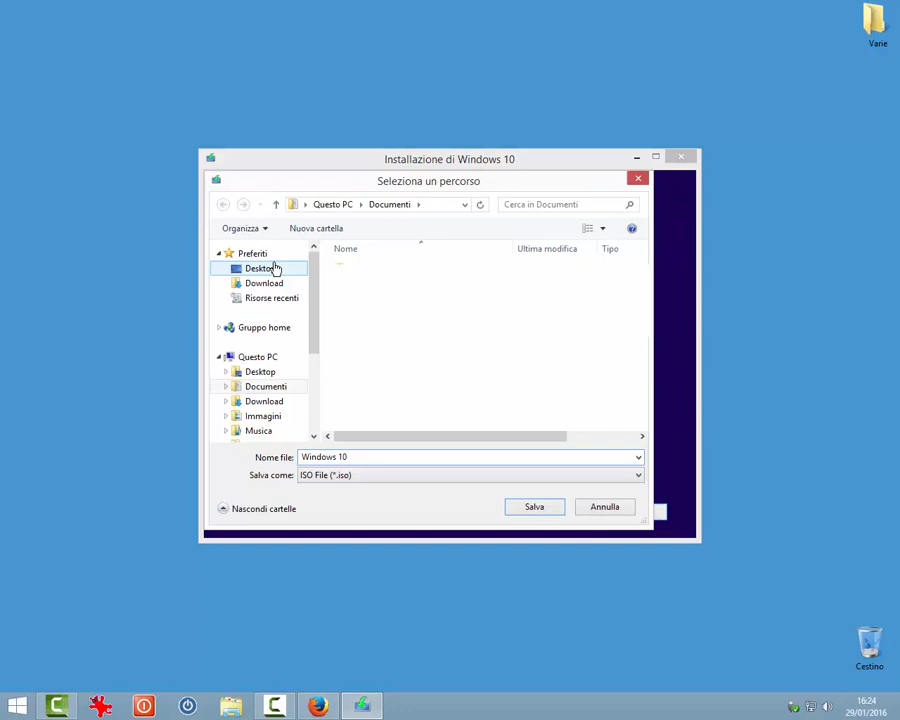 Varie
Installazione di Windows 10
Seleziona un percorso
Questo PC
Documenti
Cerca in Documenti
Organizza
Nuova cartella
Preferiti
Nome
Ultima modifica
Tipo
Desktop
Download
Risorse recenti
Gruppo home
Questo PC
Desktop
Documenti
Download
Immagini
Musica
Nome file:
Windows 10
Salva come:
ISO File (*.iso)
Nascondi cartelle
Salva
Annulla
Cestino
16:24
29/01/2016